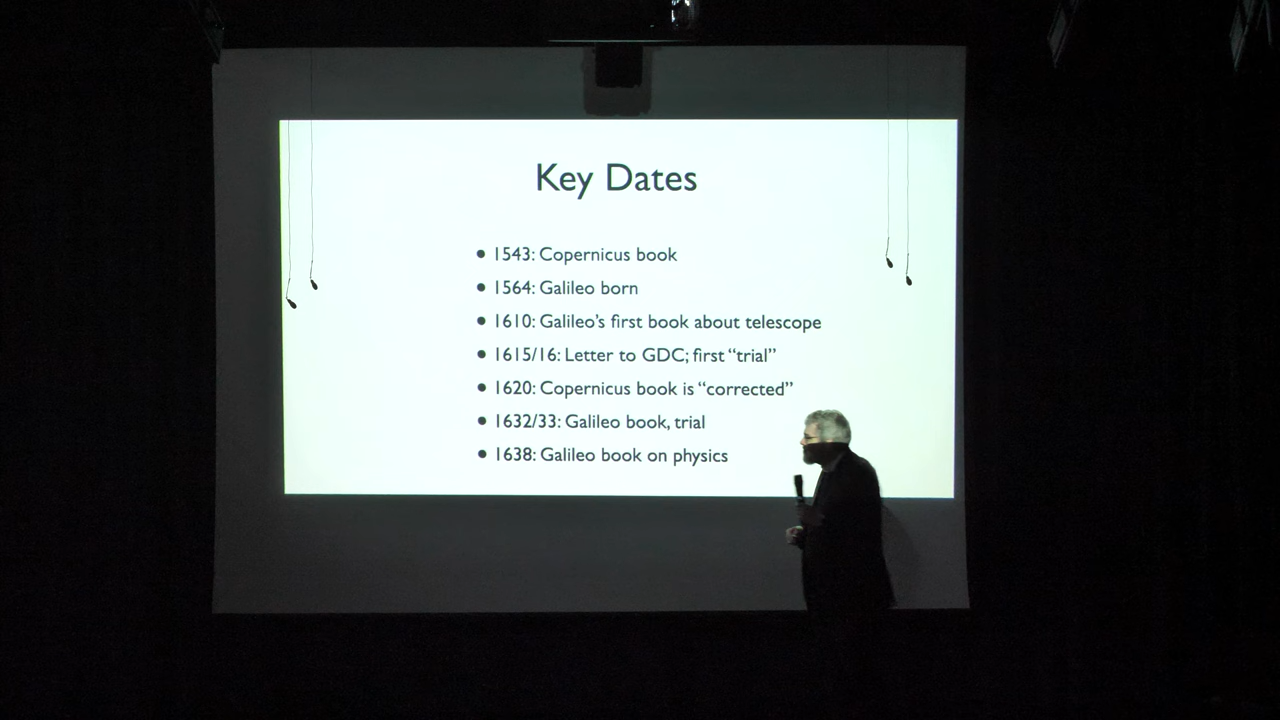 Key Dates
• 1543: Copernicus book
• 1564: Galileo born
• 1610: Galileo’s first book about telescope
• 1615/16: Letter to GDC; first “trial”
• 1620: Copernicus book is “corrected”
• 1632/33: Galileo book, trial
• 1638: Galileo book on physics